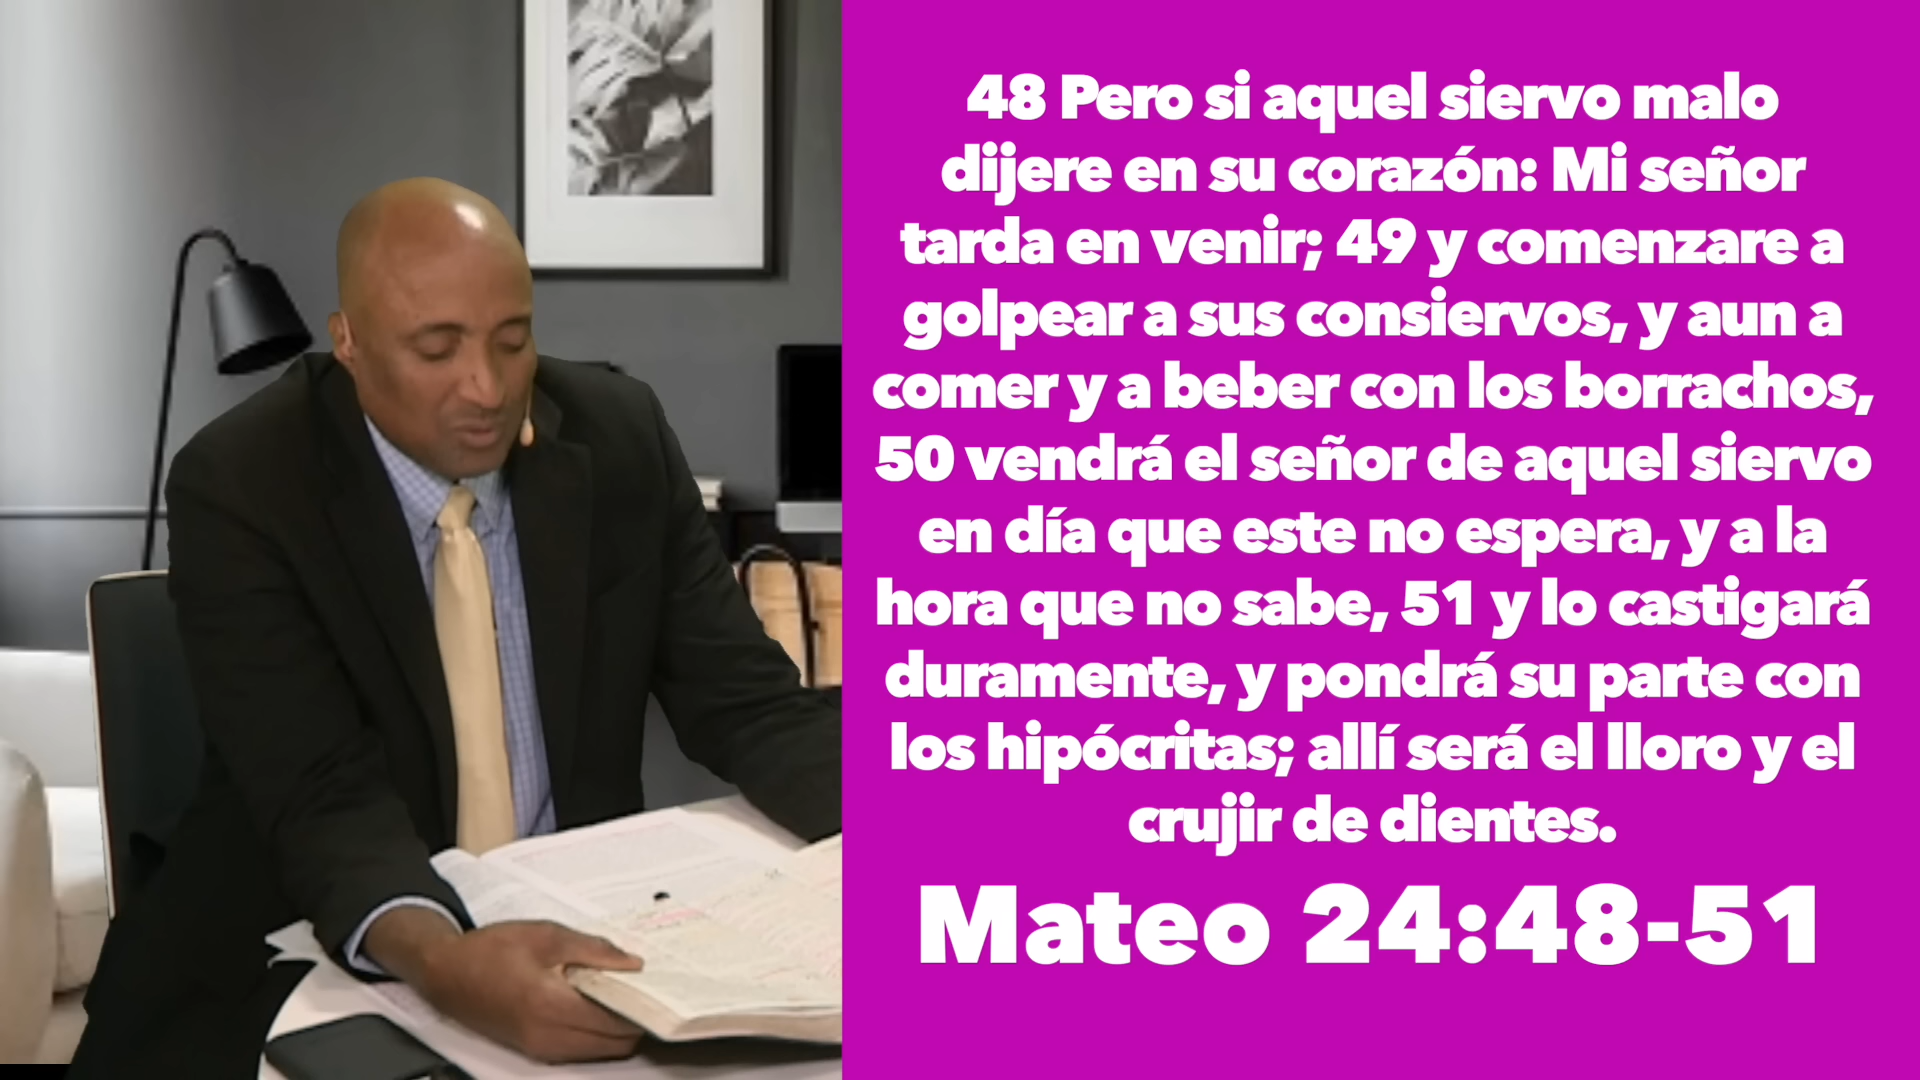 48 Pero si aquel siervo malo
dijere en su corazón: Mi señor
tarda en venir; 49 y comenzare a
golpear a sus consiervos, y aun a
comer y a beber con los borrachos,
50 vendrá el señor de aquel siervo
en día que este no espera, y a la
hora que no sabe, 51 y lo castigará
duramente, y pondrá su parte con
los hipócritas; allí será el lloro y el
crujir de dientes.
Mateo 24:48-51